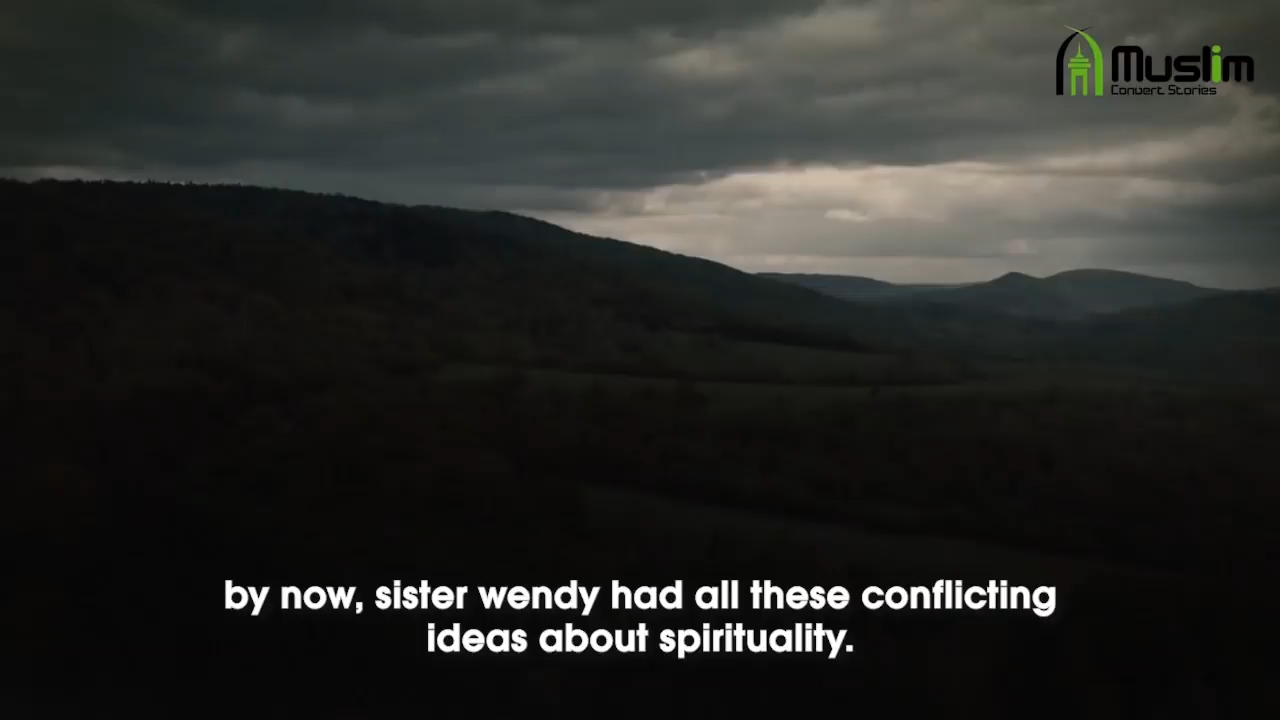 Muslim
Convert Stories
by now, sister wendy had all these conflicting
ideas about spirituality.